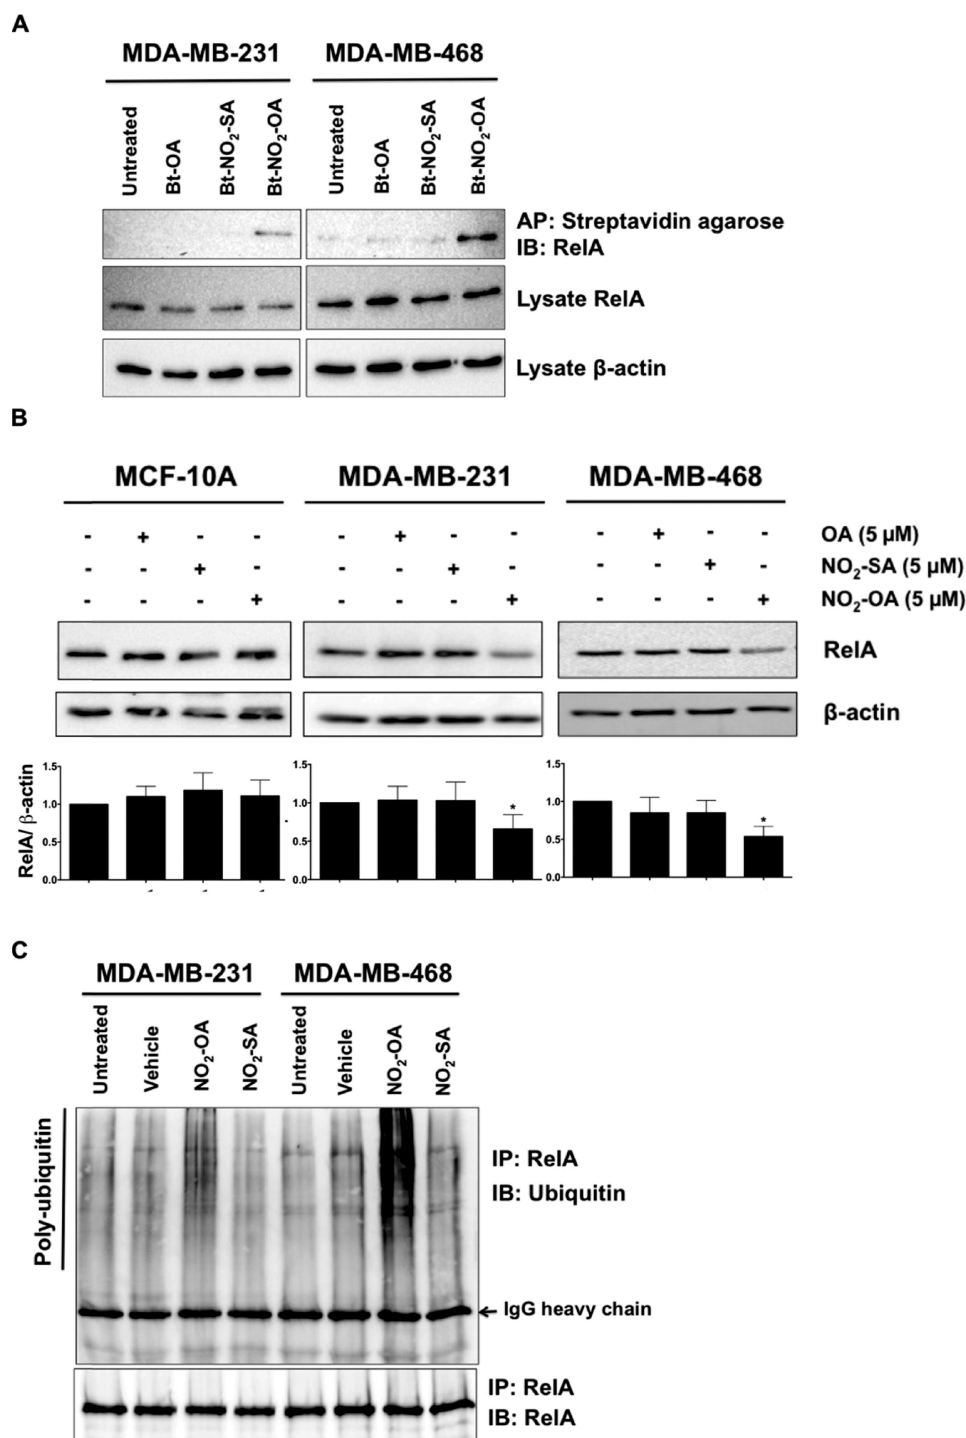 A
MDA-MB-231 MDA-MB-468
Untreated Bt-OA Bt-NO2-SA Bt-NO2-OA Untreated Bt-OA Bt-NO2-SA Bt-NO2-OA
AP: Streptavidin agarose
IB: RelA
Lysate RelA
Lysate β-actin
B
MCF-10A MDA-MB-231 MDA-MB-468
- + - - - + - - - + - - OA (5 μM)
- - + - - - + - - - + - NO2-SA (5 μM)
- - - + - - - + - - - + NO2-OA (5 μM)
RelA
β-actin
RelA/ β-actin
1.5 1.5 1.5
1.0 1.0 1.0
* *
0.5 0.5 0.5
0.0 0.0 0.0
C
MDA-MB-231 MDA-MB-468
Untreated Vehicle NO2-OA NO2-SA Untreated Vehicle NO2-OA NO2-SA
Poly-ubiquitin
IP: RelA
IB: Ubiquitin
IgG heavy chain
IP: RelA
IB: RelA